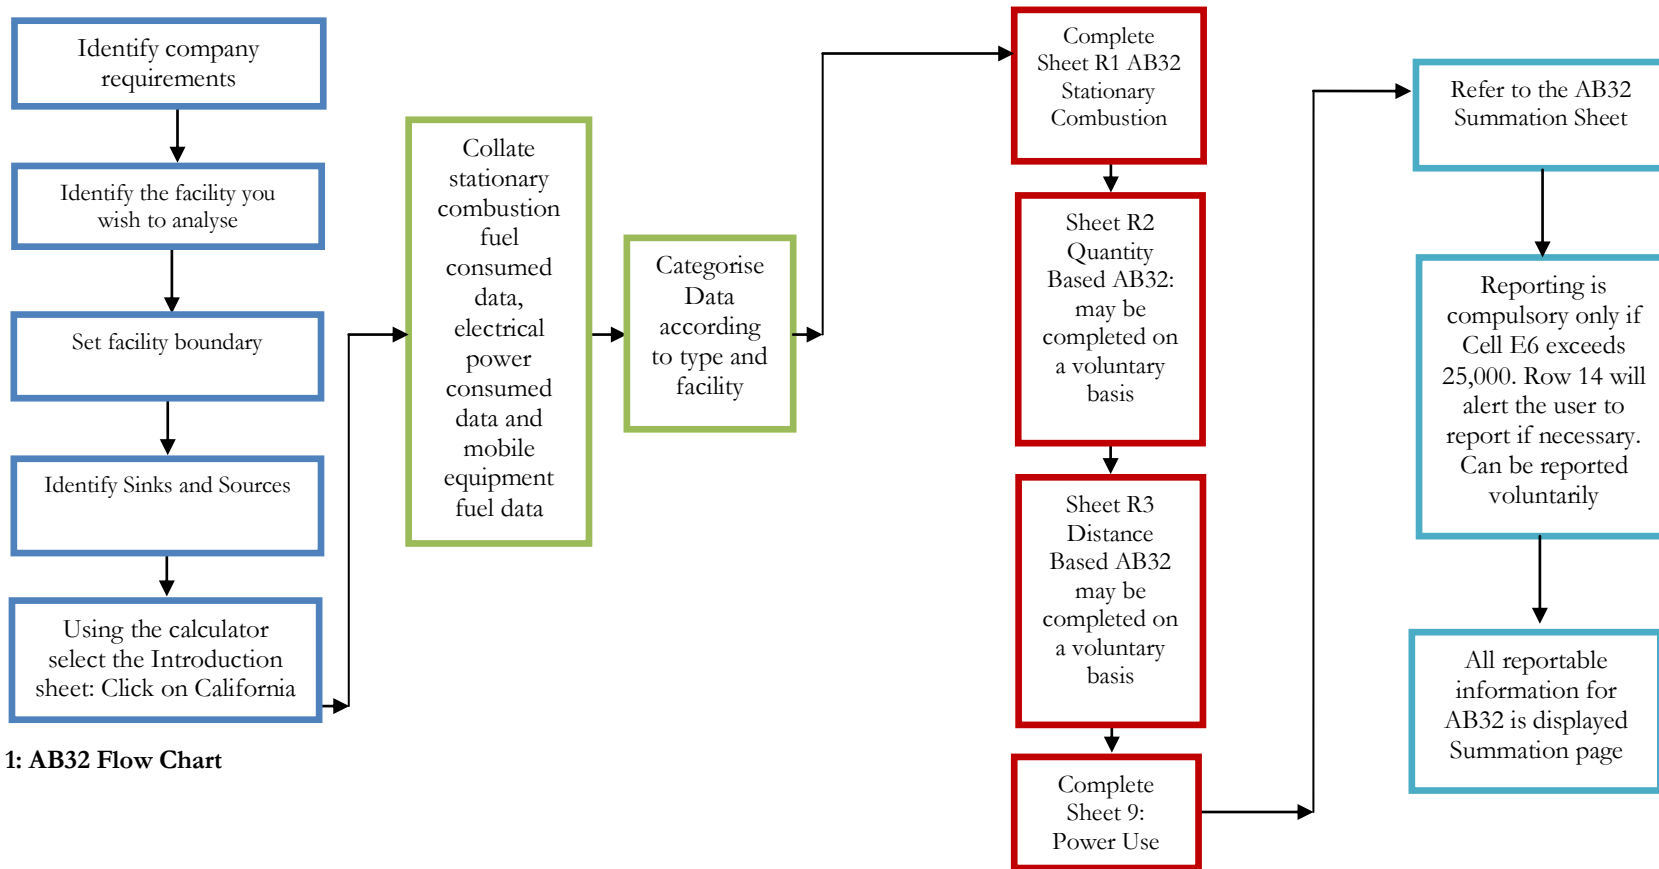 Identify company
requirements
Identify the facility you
wish to analyse
Set facility boundary
Identify Sinks and Sources
Using the calculator
select the Introduction
sheet: Click on California
1: AB32 Flow Chart
Collate
stationary
combustion
fuel
consumed
data,
electrical
power
consumed
data and
mobile
equipment
fuel data
Categorise
Data
according
to type and
facility
Complete
Sheet R1 AB32
Stationary
Combustion
Sheet R2
Quantity
Based AB32:
may be
completed on
a voluntary
basis
Sheet R3
Distance
Based AB32
may be
completed on
a voluntary
basis
Complete
Sheet 9:
Power Use
Refer to the AB32
Summation Sheet
Reporting is
compulsory only if
Cell E6 exceeds
25,000. Row 14 will
alert the user to
report if necessary.
Can be reported
voluntarily
All reportable
information for
AB32 is displayed
Summation page